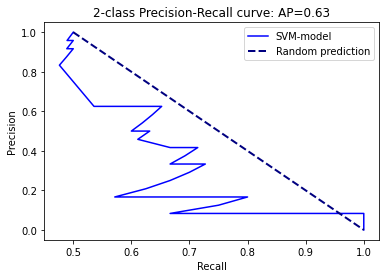 2-class Precision-Recall curve: AP=0.63
SVM-model
Random prediction
1.0
0.8
0.6
0.4
0.2
0.0
Precision
0.5
0.6
0.7
0.8
0.9
1.0
Recall